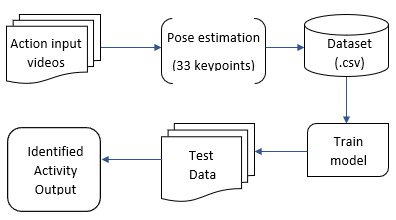 Action input
videos
Pose estimation
(33 keypoints)
Dataset
(.csv)
Train
model
Test
Data
Identified
Activity
Output